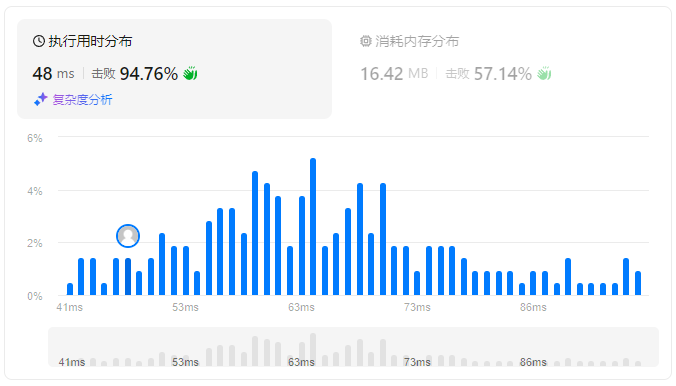 执行用时分布
48 ms 击败 94.76%
复杂度分析
消耗内存分布
16.42 MB 击败 57.14%
6%
4%
2%
0%
41ms 53ms 63ms 73ms 86ms
41ms 53ms 63ms 73ms 86ms